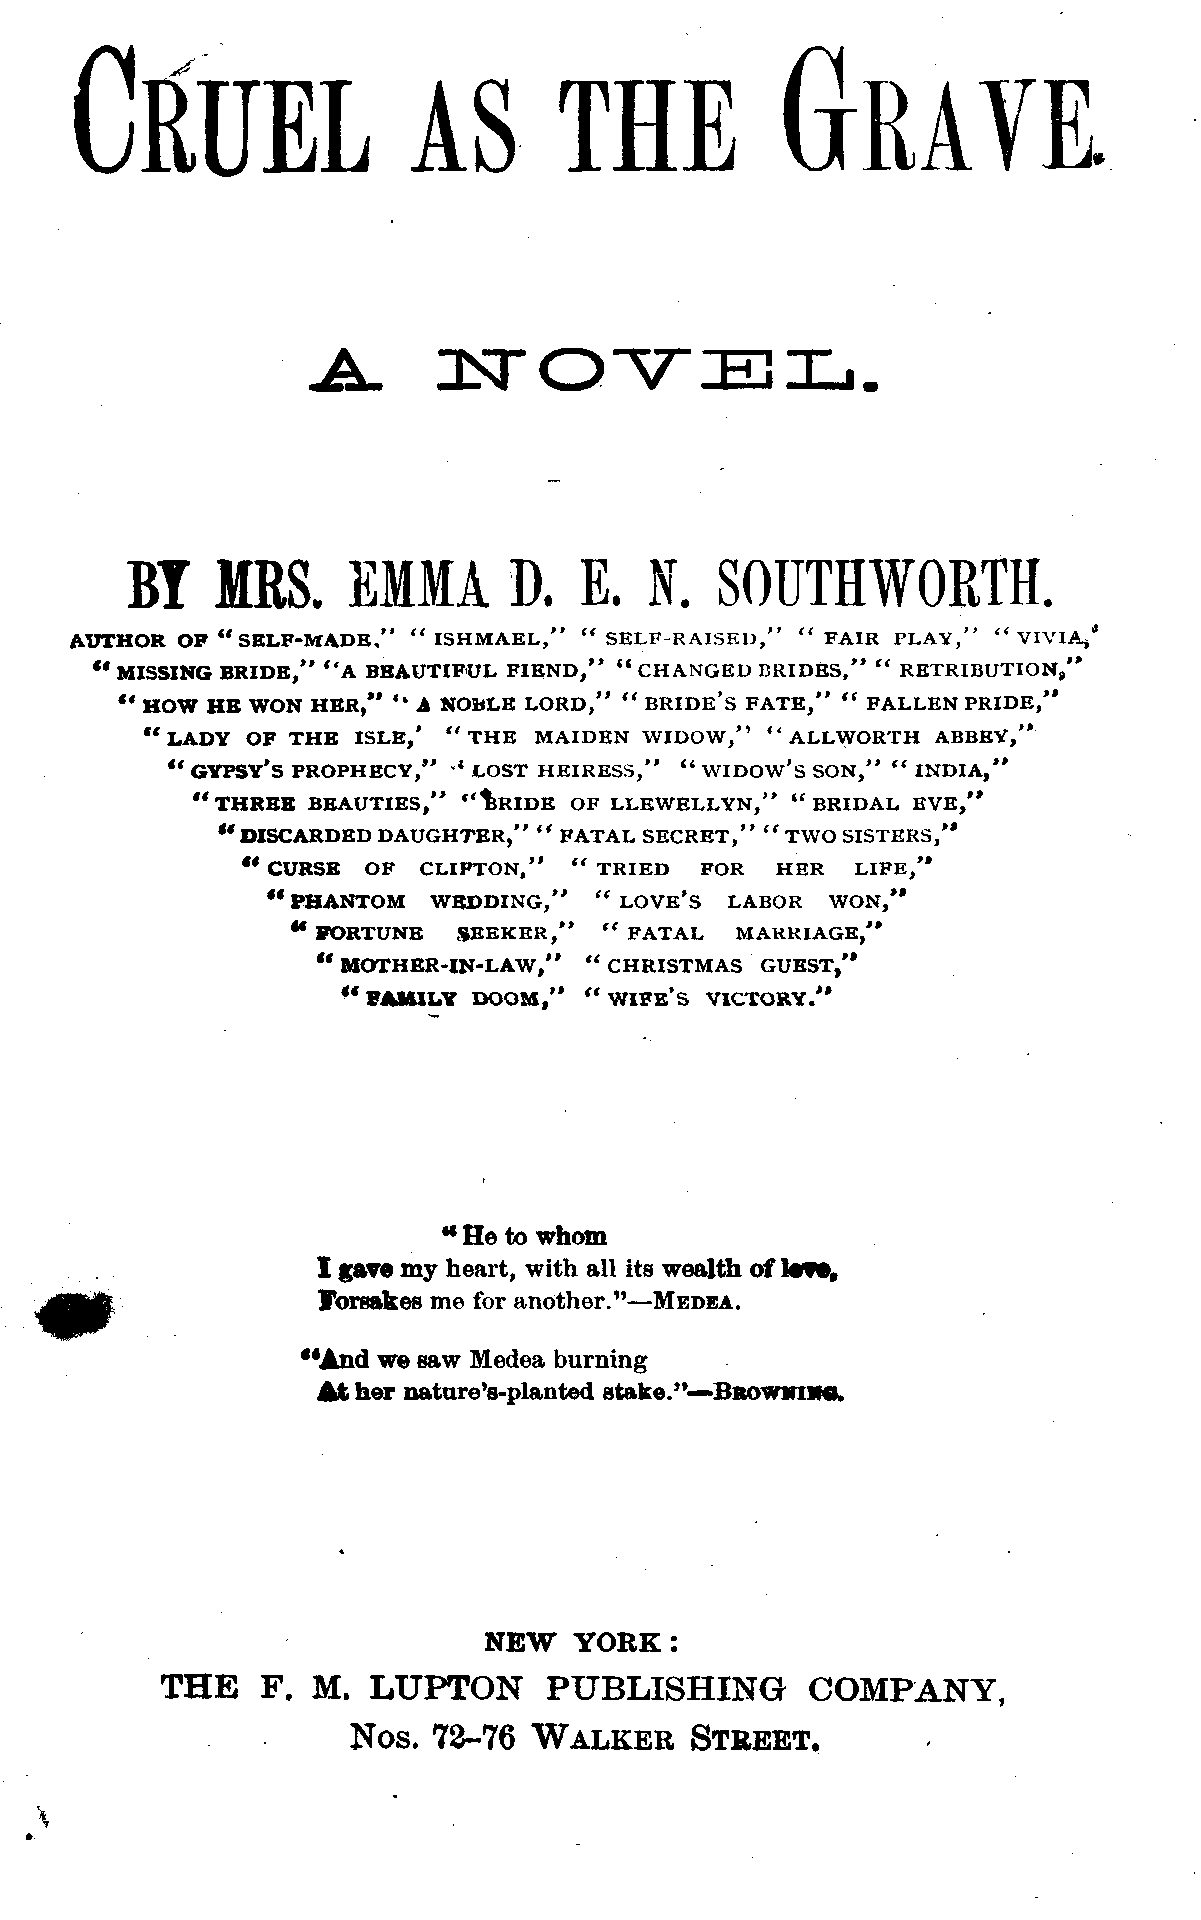 CRUEL AS THE GRAVE.
A NOVEL.
BY MRS. EMMA D. E. N. SOUTHWORTH.
AUTHOR OF "SELF-MADE," "ISHMAEL," "SELF-RAISED," "FAIR PLAY," "VIVIA,'
"MISSING BRIDE," "A BEAUTIFUL FIEND," "CHANGED BRIDES," "RETRIBUTION,"
"HOW HE WON HER," "A NOBLE LORD," "BRIDE'S FATE," "FALLEN PRIDE,"
"LADY OF THE ISLE,' "THE MAIDEN WIDOW," "ALLWORTH ABBEY,"
"GYPSY'S PROPHECY," "LOST HEIRESS," "WIDOW'S SON," "INDIA,"
"THREE BEAUTIES," "BRIDE OF LLEWELLYN," "BRIDAL EVE,"
"DISCARDED DAUGHTER," "FATAL SECRET," "TWO SISTERS,"
"CURSE OF CLIFTON," "TRIED FOR HER LIFE,"
"PHANTOM WEDDING," "LOVE'S LABOR WON,"
"FORTUNE SEEKER," "FATAL MARRIAGE,"
"MOTHER-IN-LAW," "CHRISTMAS GUEST,"
"FAMILY DOOM," "WIFE'S VICTORY."
"He to whom
I gave my heart, with all its wealth of love,
Forsakes me for another."—MEDEA.
"And we saw Medea burning
At her nature's-planted stake."—BROWNING.
NEW YORK:
THE F. M. LUPTON PUBLISHING COMPANY,
Nos. 72-76 WALKER STREET.